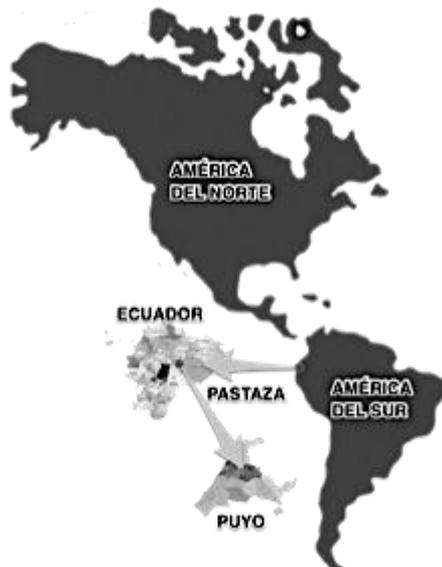 AMÉRICA
DEL NORTE
ECUADOR
PASTAZA
AMÉRICA
DEL SUR
PUYO